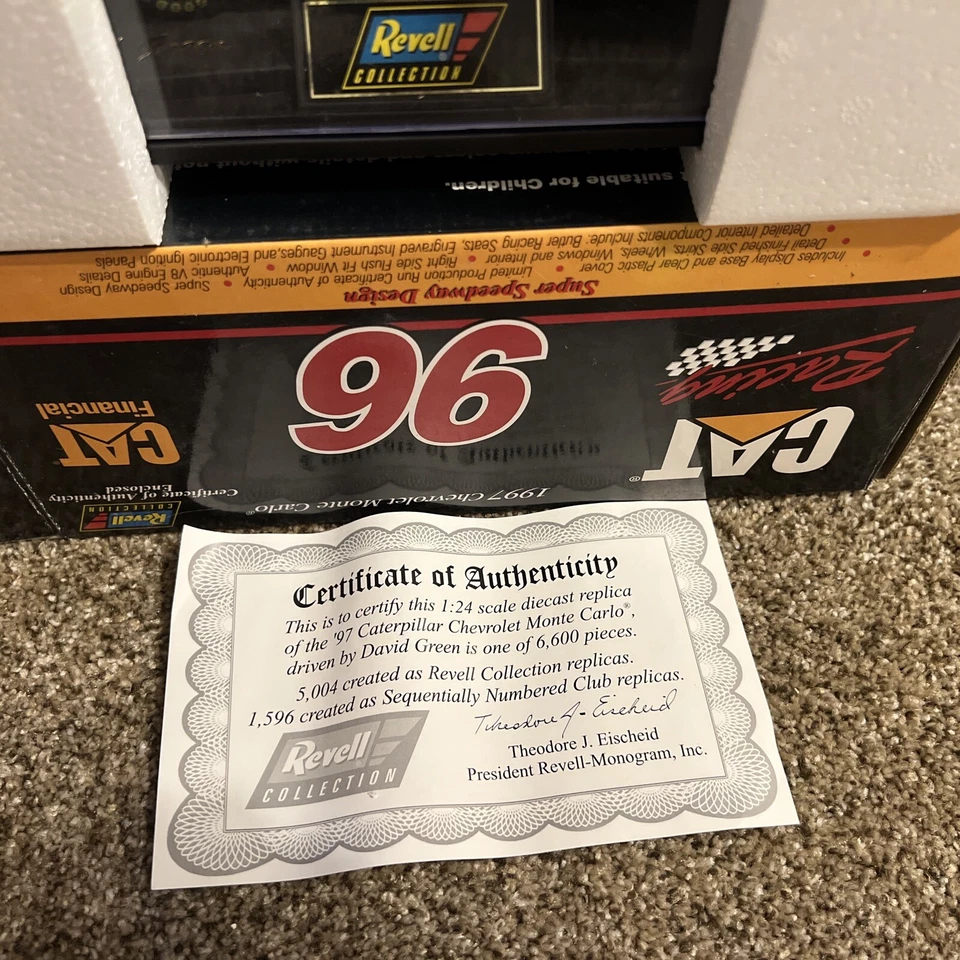 Revell
COLLECTION
suitable for Children.
Detailed Interior Components Include: Butler Racing Seats, Engraved Instrument and Gauges, and Electronic Ignition Panels
Detail Finished Side Skirts, Wheels, Windows and Interior • Right Side Flush Fit Window • Authentic V8 Engine Details
Includes Display Base and Clear Plastic Cover • Limited Production Run Certificate of Authenticity • Super Speedway Design
Super Speedway Design
96
Racing
CAT
®
CAT
Financial
1997 Chevrolet Monte Carlo®
Certificate of Authenticity
Enclosed
Revell
COLLECTION
Certificate of Authenticity
This is to certify this 1:24 scale diecast replica
of the '97 Caterpillar Chevrolet Monte Carlo®,
driven by David Green is one of 6,600 pieces.
5,004 created as Revell Collection replicas.
1,596 created as Sequentially Numbered Club replicas.
Theodore J. Eischeid
Theodore J. Eischeid
President Revell-Monogram, Inc.
Revell
COLLECTION